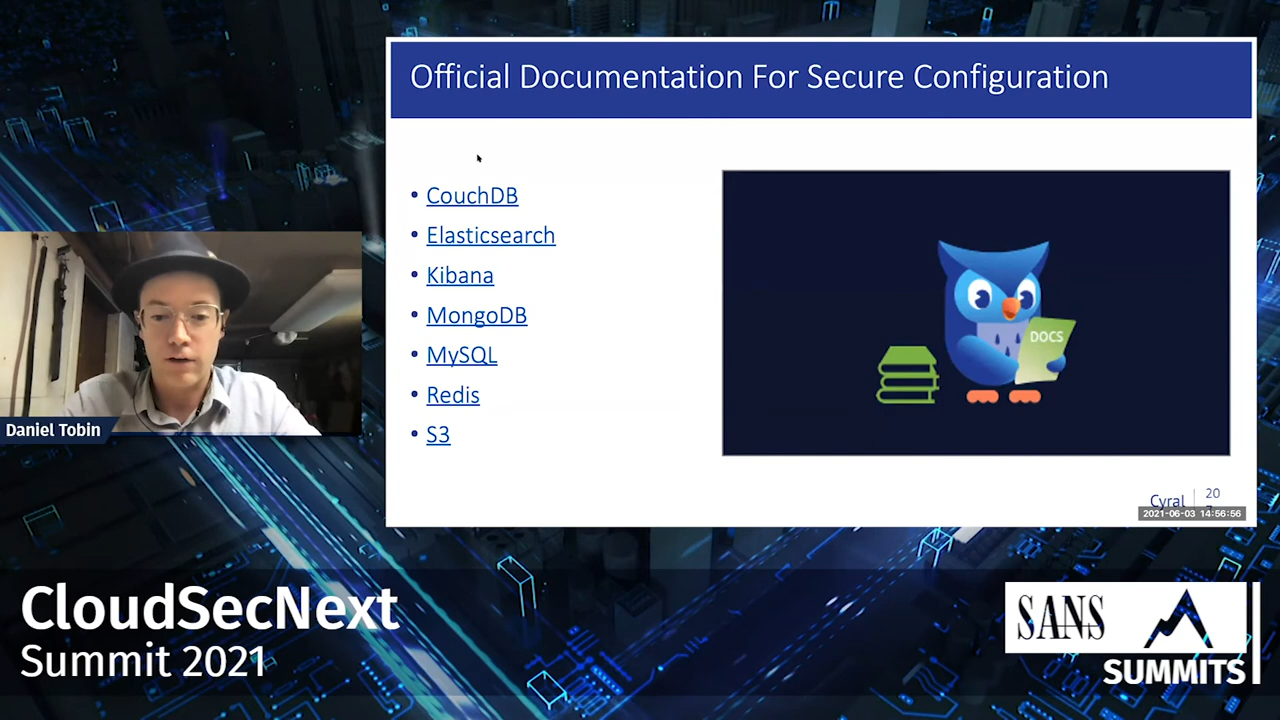 Official Documentation For Secure Configuration
• CouchDB
• Elasticsearch
• Kibana
• MongoDB
• MySQL
• Redis
• S3
DOCS
Cyral
20
2021-06-03 14:56:56
Daniel Tobin
CloudSecNext
Summit 2021
SANS
SUMMITS